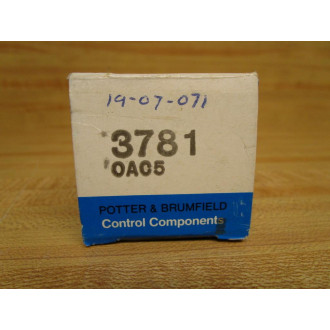 19-07-071
3781
OAC5
POTTER & BRUMFIELD
Control Components